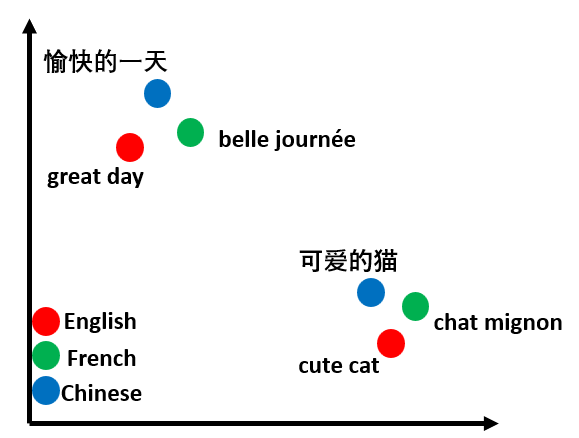 愉快的一天
belle journée
great day
可爱的猫
chat mignon
cute cat
English
French
Chinese